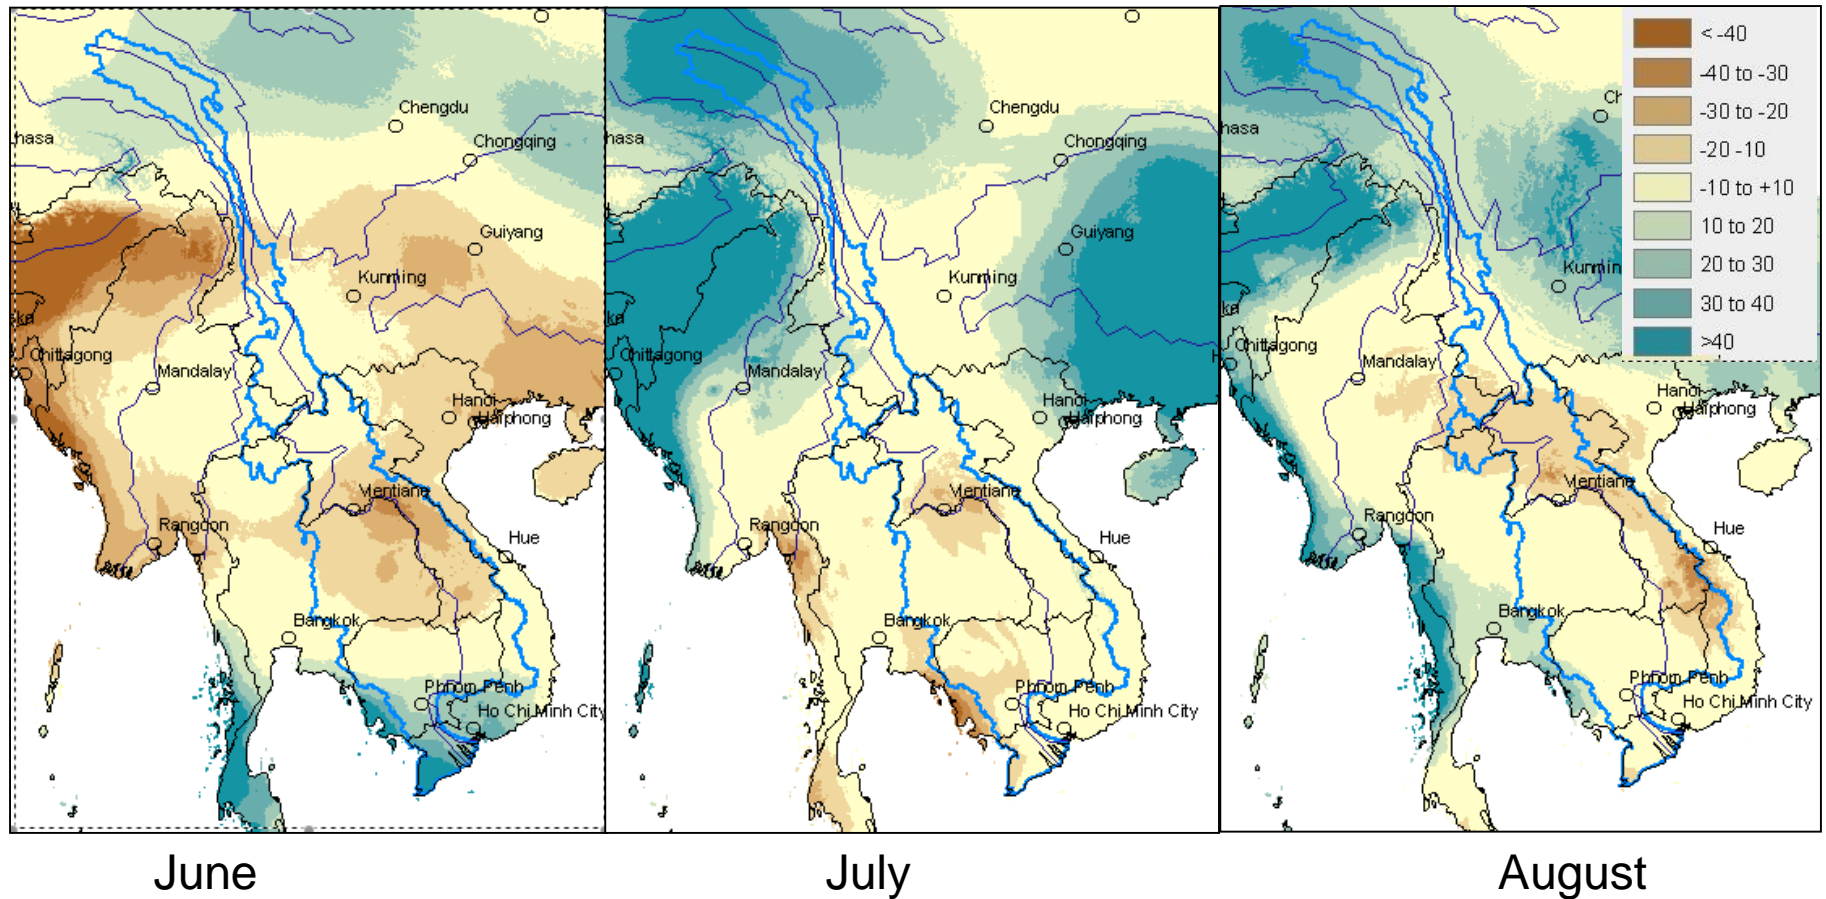 Chengdu
hasa
Chongqing
Guiyang
Kunming
Chittagong
Mandalay
Hanoi
Haiphong
Vientiane
Rangoon
Hue
Bangkok
Phnom Penh
Ho Chi Minh City
June
Chengdu
hasa
Chongqing
Guiyang
Kunming
Chittagong
Mandalay
Hanoi
Haiphong
Vientiane
Rangoon
Hue
Bangkok
Phnom Penh
Ho Chi Minh City
July
< -40
-40 to -30
-30 to -20
-20 -10
-10 to +10
10 to 20
20 to 30
30 to 40
>40
Ch
hasa
Kunmin
Chittagong
Mandalay
Hanoi
Haiphong
Vientiane
Rangoon
Hue
Bangkok
Phnom Penh
Ho Chi Minh City
August